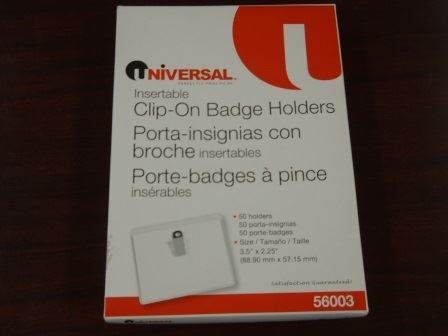 UNIVERSAL
PERFECTLY PRACTICAL
Insertable
Clip-On Badge Holders
Porta-insignias con
broche insertables
Porte-badges à pince
insérables
• 50 holders
50 porta-insignias
50 porte-badges
• Size / Tamaño / Taille
3.5" x 2.25"
(88.90 mm x 57.15 mm)
Satisfaction Guaranteed!
56003